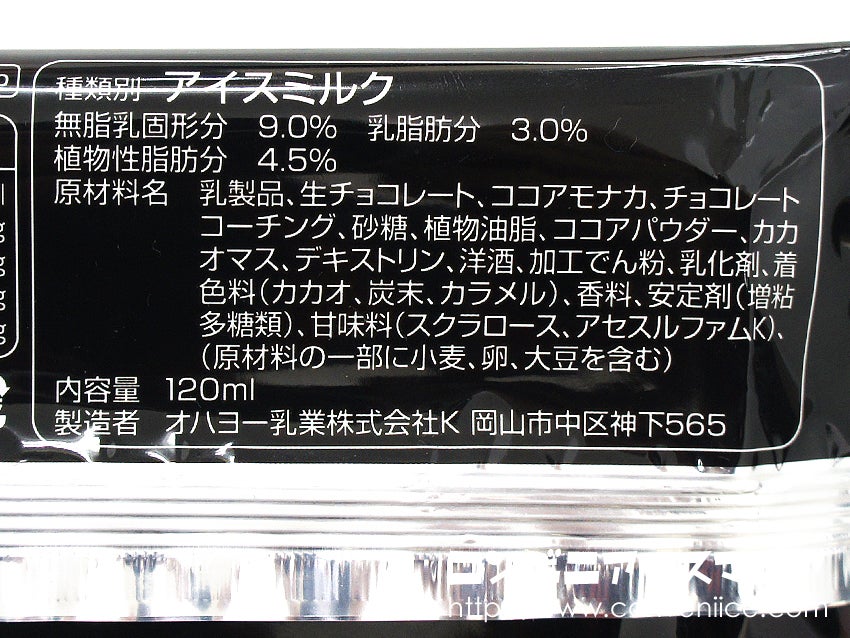 種類別 アイスミルク
無脂乳固形分 9.0% 乳脂肪分 3.0%
植物性脂肪分 4.5%
原材料名 乳製品、生チョコレート、ココアモナカ、チョコレート
コーチング、砂糖、植物油脂、ココアパウダー、カカ
オマス、デキストリン、洋酒、加工でん粉、乳化剤、着
色料(カカオ、炭末、カラメル)、香料、安定剤(増粘
多糖類)、甘味料(スクラロース、アセスルファムK)、
(原材料の一部に小麦、卵、大豆を含む)
内容量 120ml
製造者 オハヨー乳業株式会社K 岡山市中区神下565